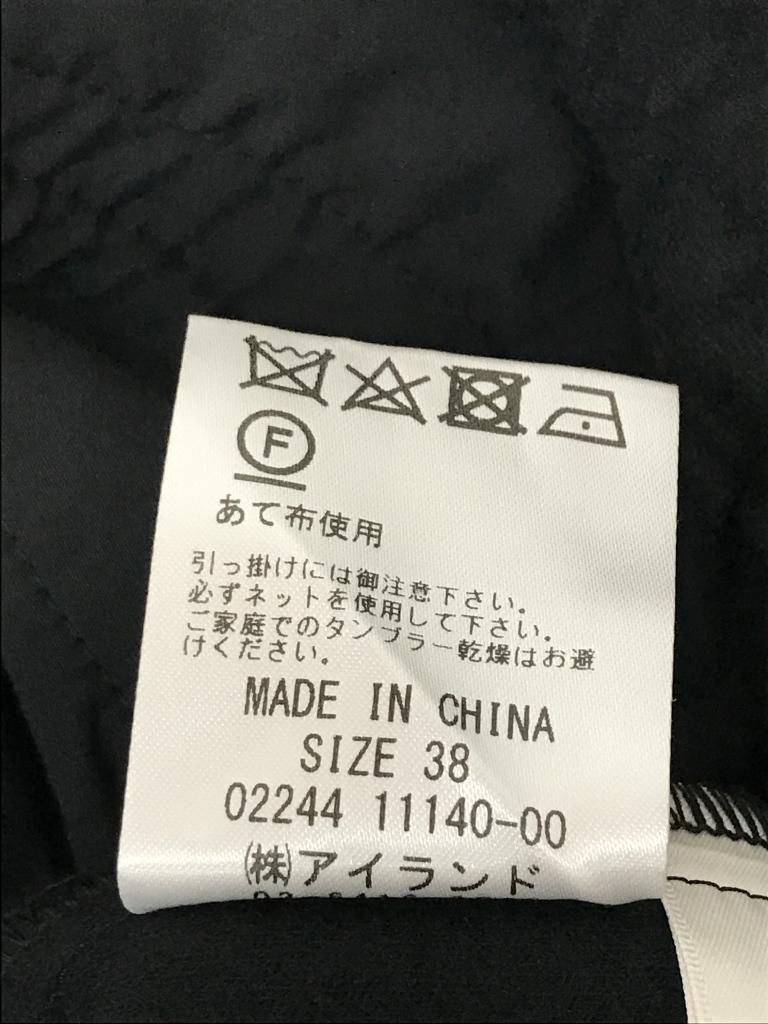 F
あて布使用
引っ掛けには御注意下さい。
必ずネットを使用して下さい。
ご家庭でのタンブラー乾燥はお避
けください。
MADE IN CHINA
SIZE 38
02244 11140-00
㈱アイランド